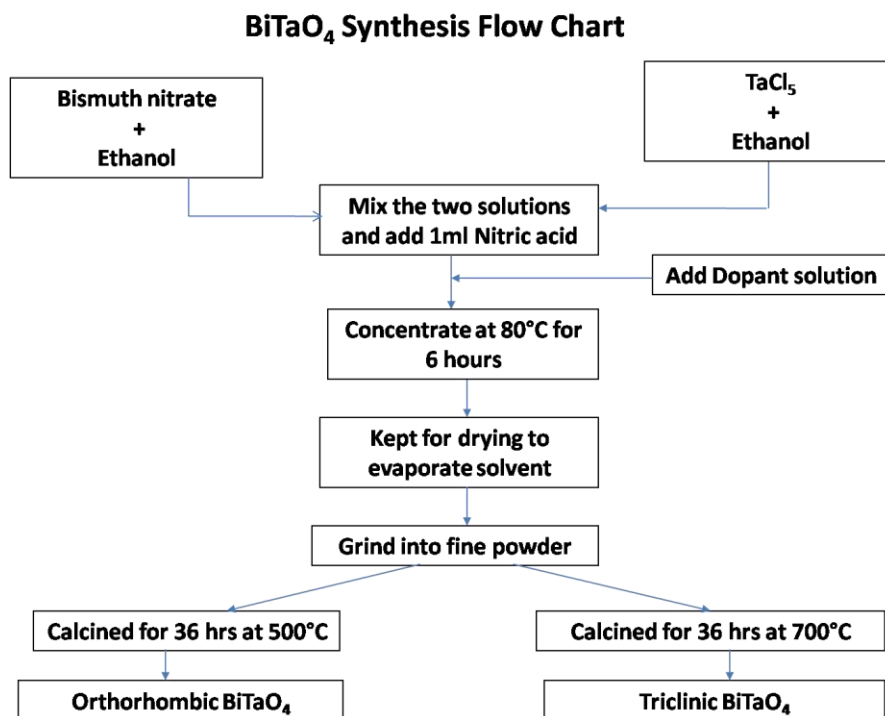 BiTaO₄ Synthesis Flow Chart
Bismuth nitrate
+
Ethanol
TaCl₅
+
Ethanol
Mix the two solutions
and add 1ml Nitric acid
Add Dopant solution
Concentrate at 80°C for
6 hours
Kept for drying to
evaporate solvent
Grind into fine powder
Calcined for 36 hrs at 500°C
Calcined for 36 hrs at 700°C
Orthorhombic BiTaO₄
Triclinic BiTaO₄